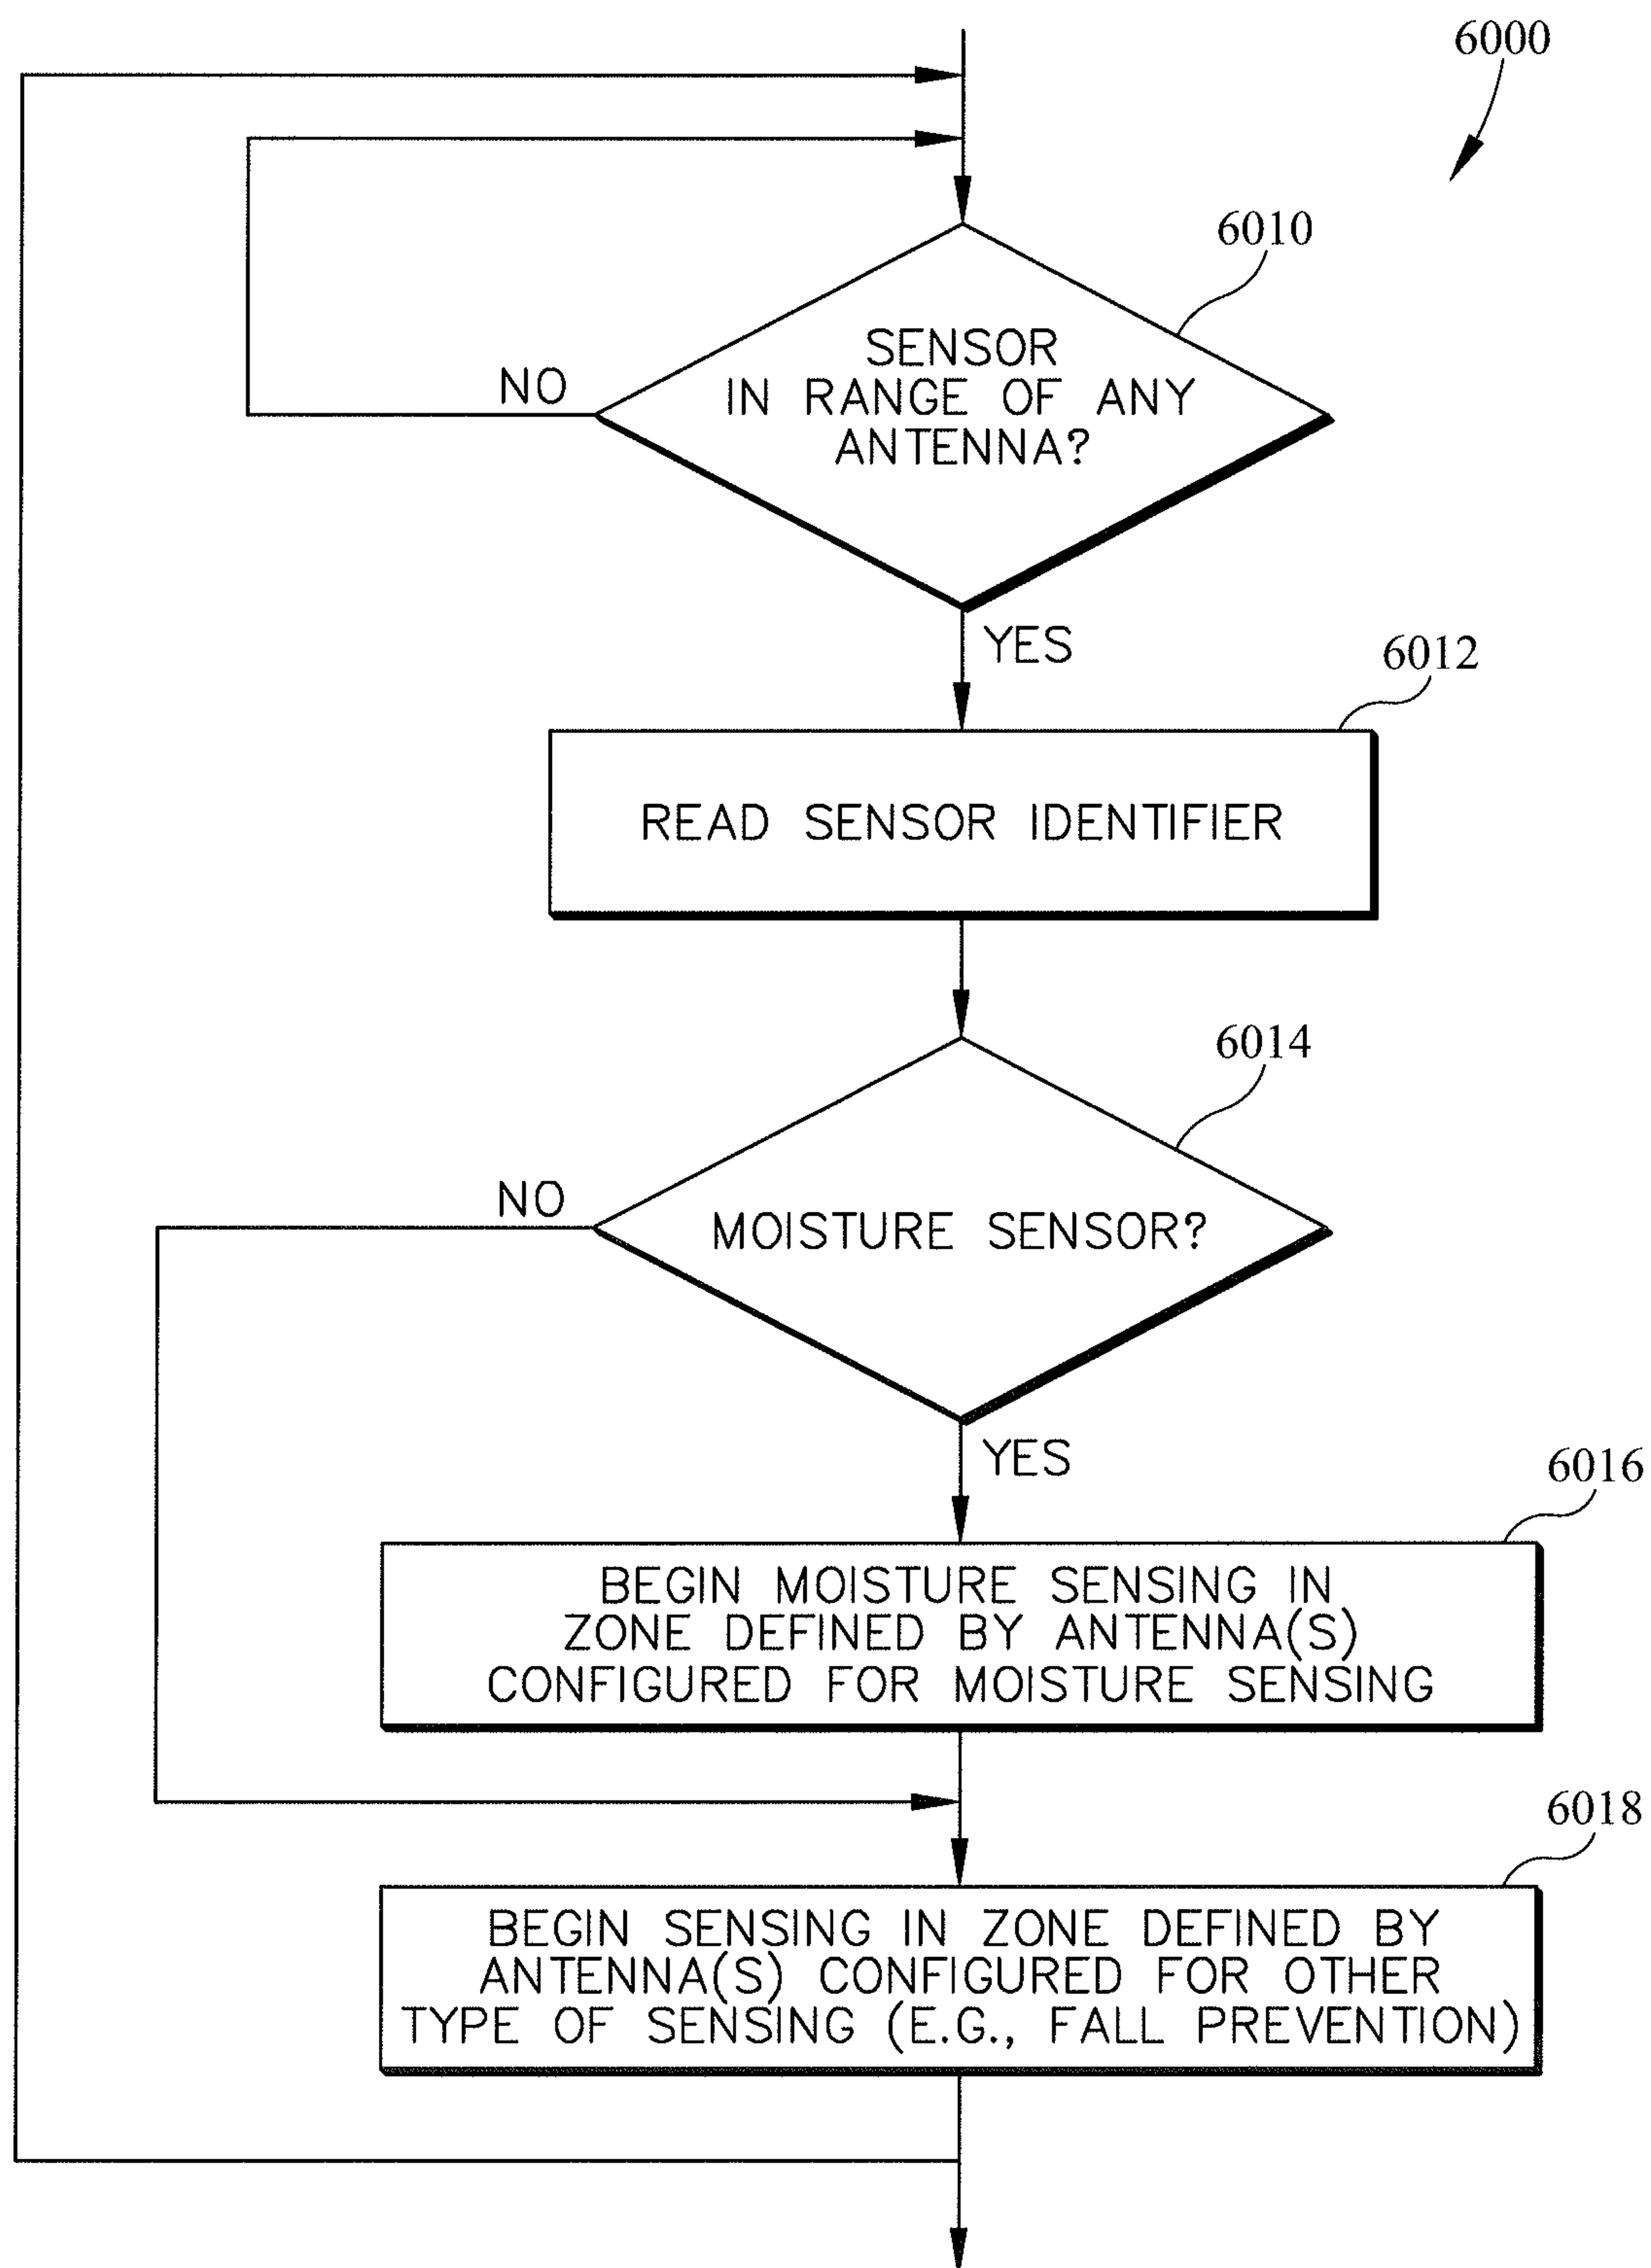 6000
6010
SENSOR
IN RANGE OF ANY
ANTENNA?
NO
YES
6012
READ SENSOR IDENTIFIER
6014
NO
MOISTURE SENSOR?
YES
6016
BEGIN MOISTURE SENSING IN
ZONE DEFINED BY ANTENNA(S)
CONFIGURED FOR MOISTURE SENSING
6018
BEGIN SENSING IN ZONE DEFINED BY
ANTENNA(S) CONFIGURED FOR OTHER
TYPE OF SENSING (E.G., FALL PREVENTION)